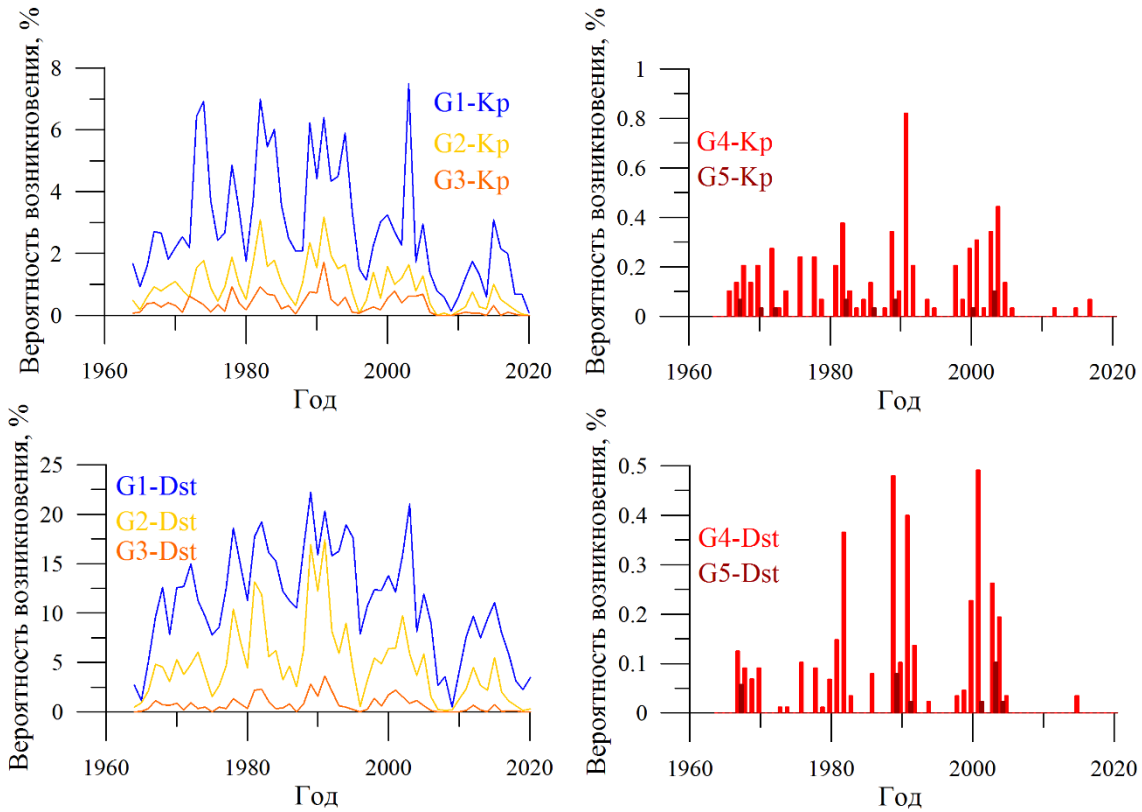 Вероятность возникновения, %
8
6
4
2
0
G1-Kp
G2-Kp
G3-Kp
1960
1980
2000
2020
Год
Вероятность возникновения, %
1
0.8
0.6
0.4
0.2
0
G4-Kp
G5-Kp
1960
1980
2000
2020
Год
Вероятность возникновения, %
25
20
15
10
5
0
G1-Dst
G2-Dst
G3-Dst
1960
1980
2000
2020
Год
Вероятность возникновения, %
0.5
0.4
0.3
0.2
0.1
0
G4-Dst
G5-Dst
1960
1980
2000
2020
Год